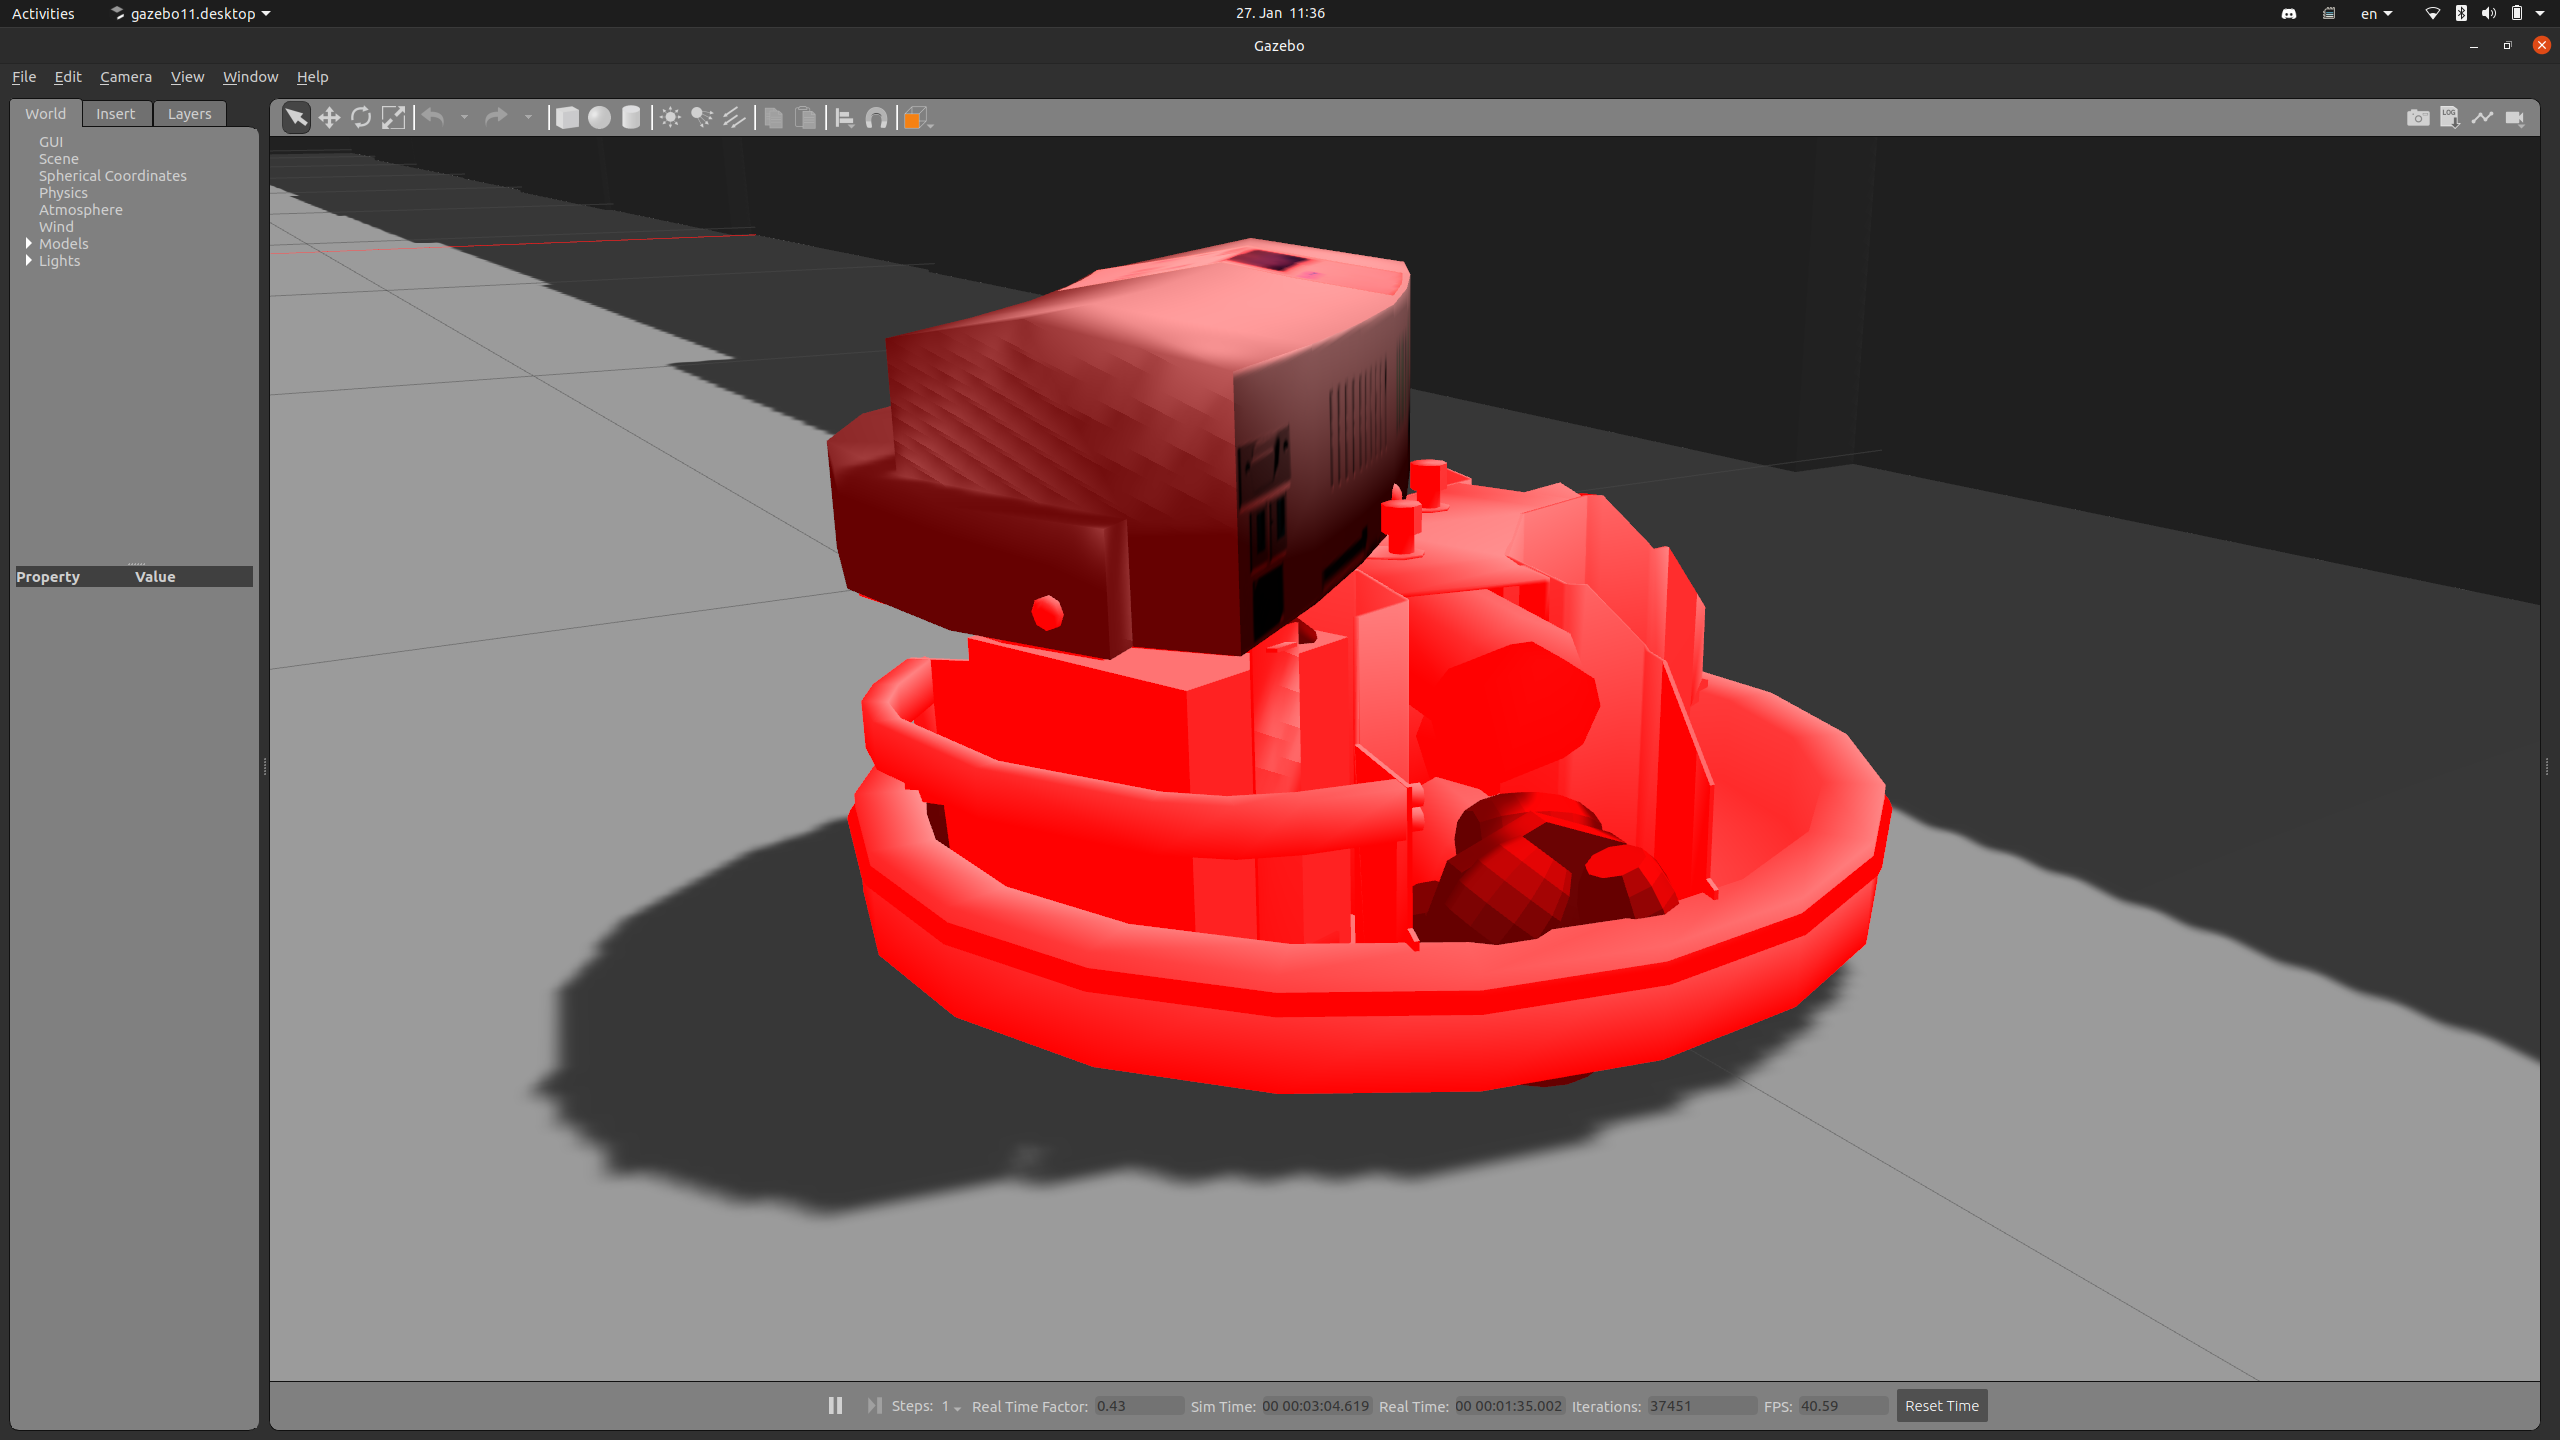 Activities gazebo11.desktop 27. Jan 11:36 en
Gazebo
File Edit Camera View Window Help
World Insert Layers
GUI
Scene
Spherical Coordinates
Physics
Atmosphere
Wind
Models
Lights
Property Value
LOG
Steps: 1 Real Time Factor: 0.43 Sim Time: 00 00:03:04.619 Real Time: 00 00:01:35.002 Iterations: 37451 FPS: 40.59 Reset Time